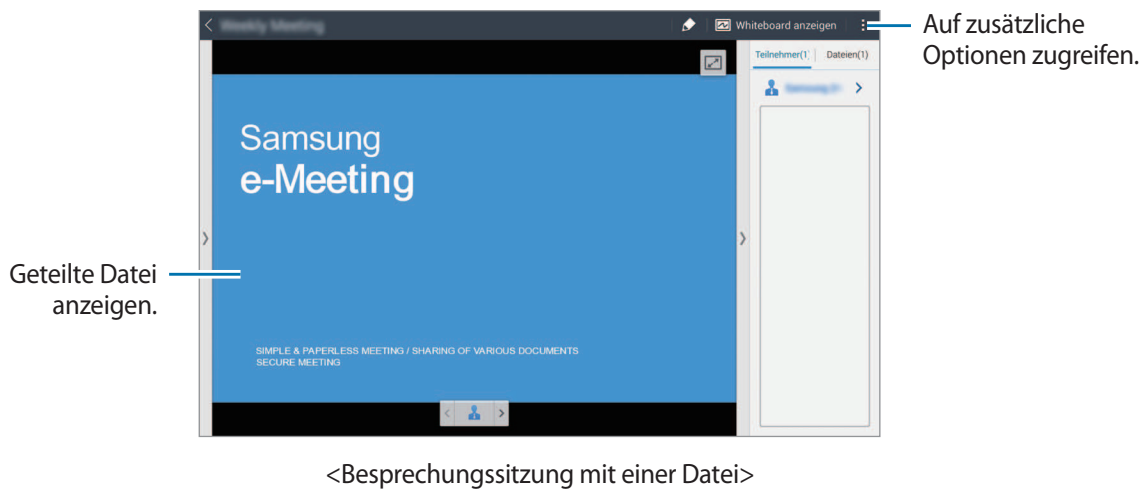 Whiteboard anzeigen
Auf zusätzliche
Optionen zugreifen.
Teilnehmer(1)
Dateien(1)
Samsung
e-Meeting
Geteilte Datei
anzeigen.
SIMPLE & PAPERLESS MEETING / SHARING OF VARIOUS DOCUMENTS
SECURE MEETING
<Besprechungssitzung mit einer Datei>